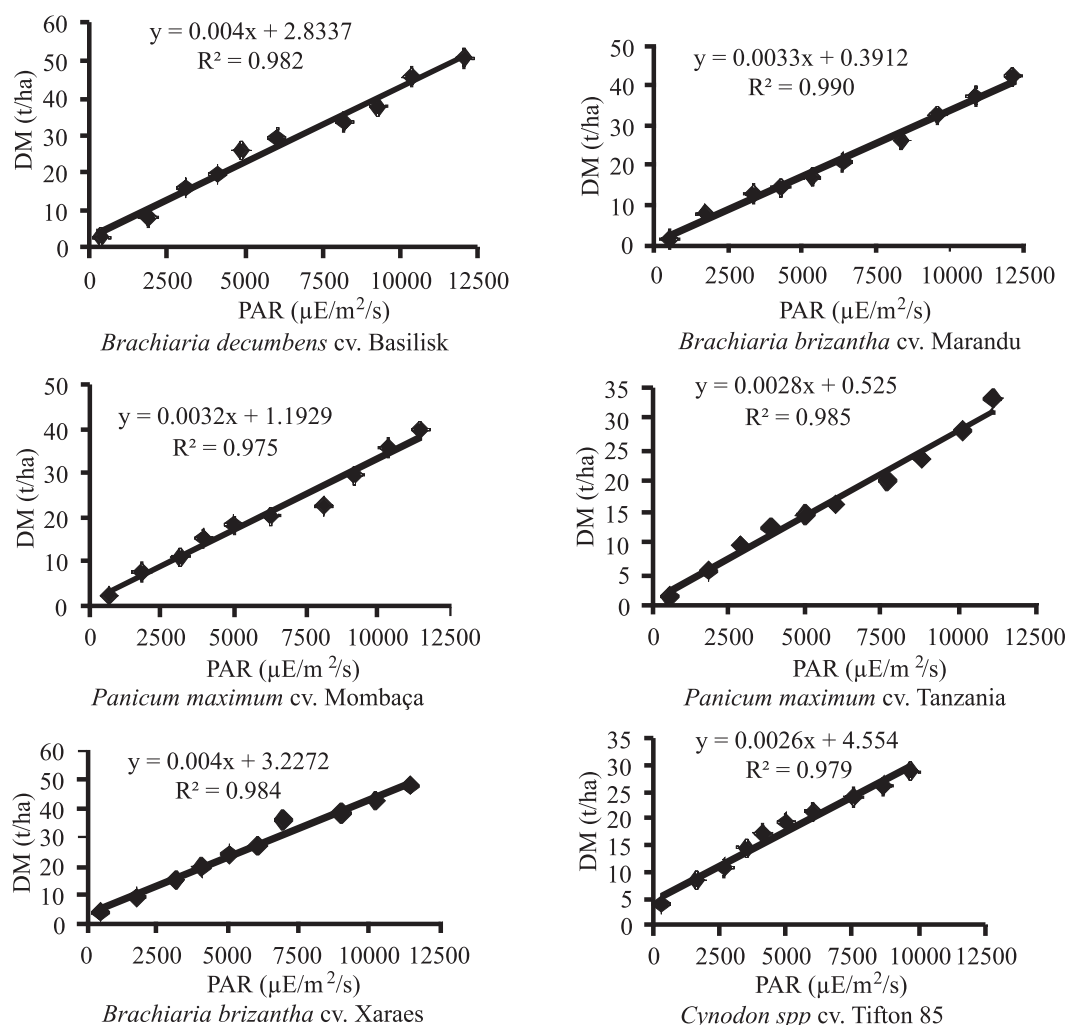 60
50
40
30
20
10
0
DM (t/ha)
y = 0.004x + 2.8337
R² = 0.982
0 2500 5000 7500 10000 12500
PAR (µE/m²/s)
Brachiaria decumbens cv. Basilisk
50
40
30
20
10
0
DM (t/ha)
y = 0.0033x + 0.3912
R² = 0.990
0 2500 5000 7500 10000 12500
PAR (µE/m²/s)
Brachiaria brizantha cv. Marandu
50
40
30
20
10
0
DM (t/ha)
y = 0.0032x + 1.1929
R² = 0.975
0 2500 5000 7500 10000 12500
PAR (µE/m ²/s)
Panicum maximum cv. Mombaça
35
30
25
20
15
10
5
0
DM (t/ha)
y = 0.0028x + 0.525
R² = 0.985
0 2500 5000 7500 10000 12500
PAR (µE/m²/s)
Panicum maximum cv. Tanzania
60
50
40
30
20
10
0
DM (t/ha)
y = 0.004x + 3.2272
R² = 0.984
0 2500 5000 7500 10000 12500
PAR (µE/m²/s)
Brachiaria brizantha cv. Xaraes
35
30
25
20
15
10
5
0
DM (t/ha)
y = 0.0026x + 4.554
R² = 0.979
0 2500 5000 7500 10000 12500
PAR (µE/m²/s)
Cynodon spp cv. Tifton 85